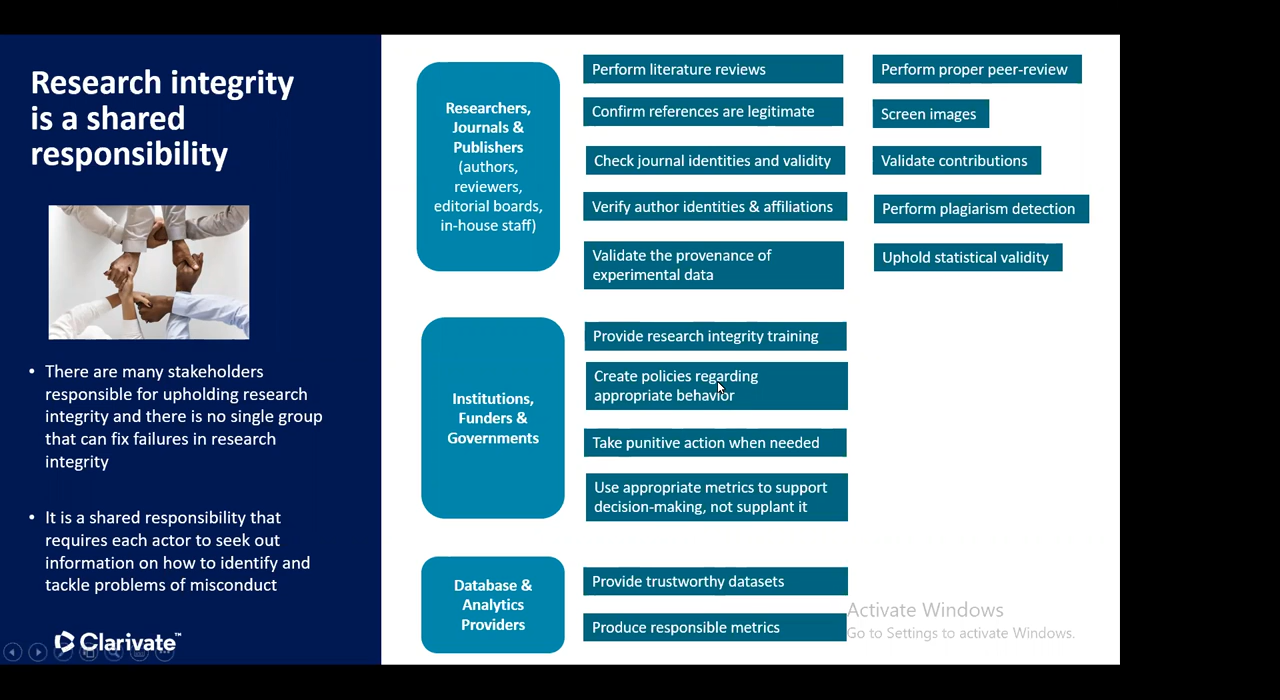 Research integrity
is a shared
responsibility
• There are many stakeholders
responsible for upholding research
integrity and there is no single group
that can fix failures in research
integrity
• It is a shared responsibility that
requires each actor to seek out
information on how to identify and
tackle problems of misconduct
Clarivate™
Researchers,
Journals &
Publishers
(authors,
reviewers,
editorial boards,
in-house staff)
Perform literature reviews
Confirm references are legitimate
Check journal identities and validity
Verify author identities & affiliations
Validate the provenance of
experimental data
Perform proper peer-review
Screen images
Validate contributions
Perform plagiarism detection
Uphold statistical validity
Institutions,
Funders &
Governments
Provide research integrity training
Create policies regarding
appropriate behavior
Take punitive action when needed
Use appropriate metrics to support
decision-making, not supplant it
Database &
Analytics
Providers
Provide trustworthy datasets
Produce responsible metrics
Activate Windows
Go to Settings to activate Windows.